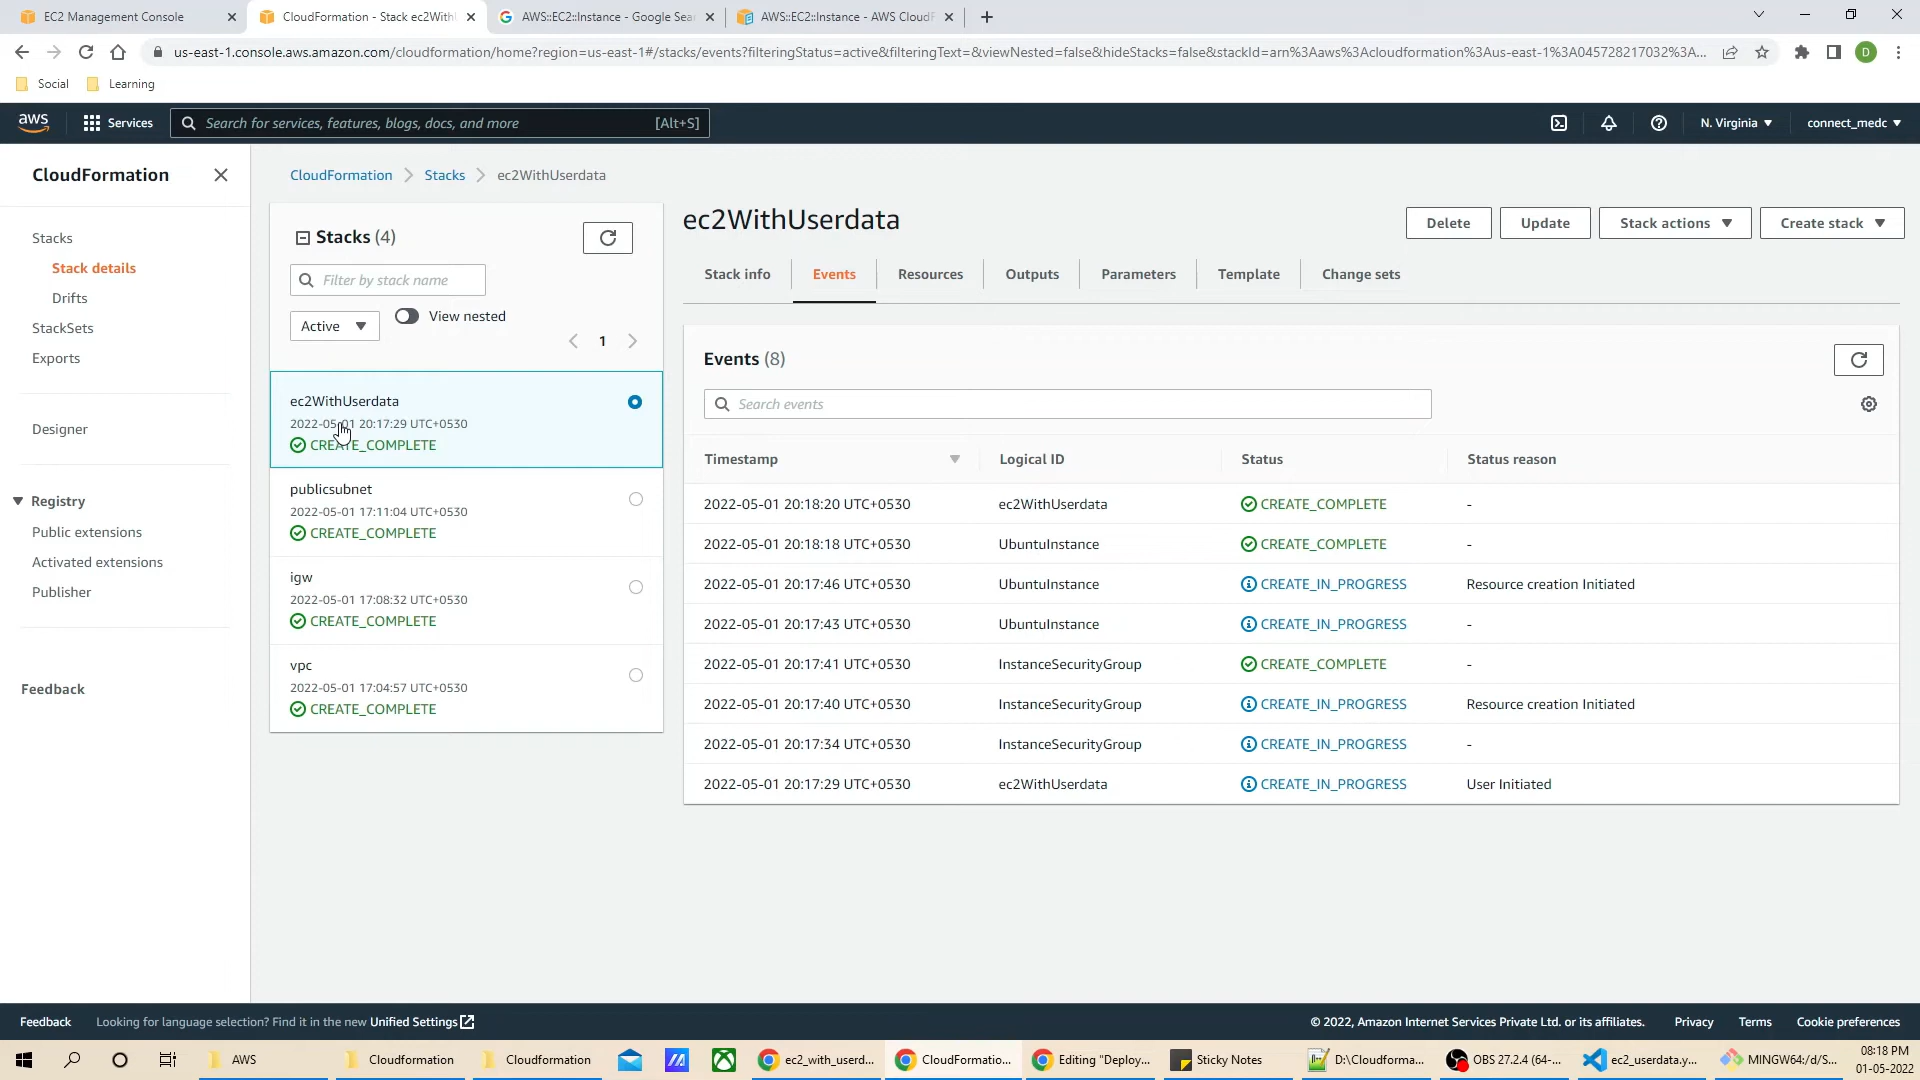 EC2 Management Console
CloudFormation - Stack ec2With
AWS::EC2::Instance - Google Sea
AWS::EC2::Instance - AWS CloudF
us-east-1.console.aws.amazon.com/cloudformation/home?region=us-east-1#/stacks/events?filteringStatus=active&filteringText=&viewNested=false&hideStacks=false&stackId=arn%3Aaws%3Acloudformation%3Aus-east-1%3A045728217032%3A...
D
Social
Learning
aws
Services
Search for services, features, blogs, docs, and more
[Alt+S]
N. Virginia
connect_medc
CloudFormation
Stacks
Stack details
Drifts
StackSets
Exports
Designer
Registry
Public extensions
Activated extensions
Publisher
Feedback
CloudFormation
Stacks
ec2WithUserdata
Stacks (4)
Filter by stack name
Active
View nested
1
ec2WithUserdata
2022-05-01 20:17:29 UTC+0530
CREATE_COMPLETE
publicsubnet
2022-05-01 17:11:04 UTC+0530
CREATE_COMPLETE
igw
2022-05-01 17:08:32 UTC+0530
CREATE_COMPLETE
vpc
2022-05-01 17:04:57 UTC+0530
CREATE_COMPLETE
ec2WithUserdata
Delete
Update
Stack actions
Create stack
Stack info
Events
Resources
Outputs
Parameters
Template
Change sets
Events (8)
Search events
Timestamp
Logical ID
Status
Status reason
2022-05-01 20:18:20 UTC+0530 ec2WithUserdata CREATE_COMPLETE -
2022-05-01 20:18:18 UTC+0530 UbuntuInstance CREATE_COMPLETE -
2022-05-01 20:17:46 UTC+0530 UbuntuInstance CREATE_IN_PROGRESS Resource creation Initiated
2022-05-01 20:17:43 UTC+0530 UbuntuInstance CREATE_IN_PROGRESS -
2022-05-01 20:17:41 UTC+0530 InstanceSecurityGroup CREATE_COMPLETE -
2022-05-01 20:17:40 UTC+0530 InstanceSecurityGroup CREATE_IN_PROGRESS Resource creation Initiated
2022-05-01 20:17:34 UTC+0530 InstanceSecurityGroup CREATE_IN_PROGRESS -
2022-05-01 20:17:29 UTC+0530 ec2WithUserdata CREATE_IN_PROGRESS User Initiated
Feedback
Looking for language selection? Find it in the new Unified Settings
© 2022, Amazon Internet Services Private Ltd. or its affiliates.
Privacy
Terms
Cookie preferences
AWS
Cloudformation
Cloudformation
ec2_with_userd...
CloudFormatio...
Editing "Deploy...
Sticky Notes
D:\Cloudforma...
OBS 27.2.4 (64-...
ec2_userdata.y...
MINGW64:/d/S...
08:18 PM
01-05-2022